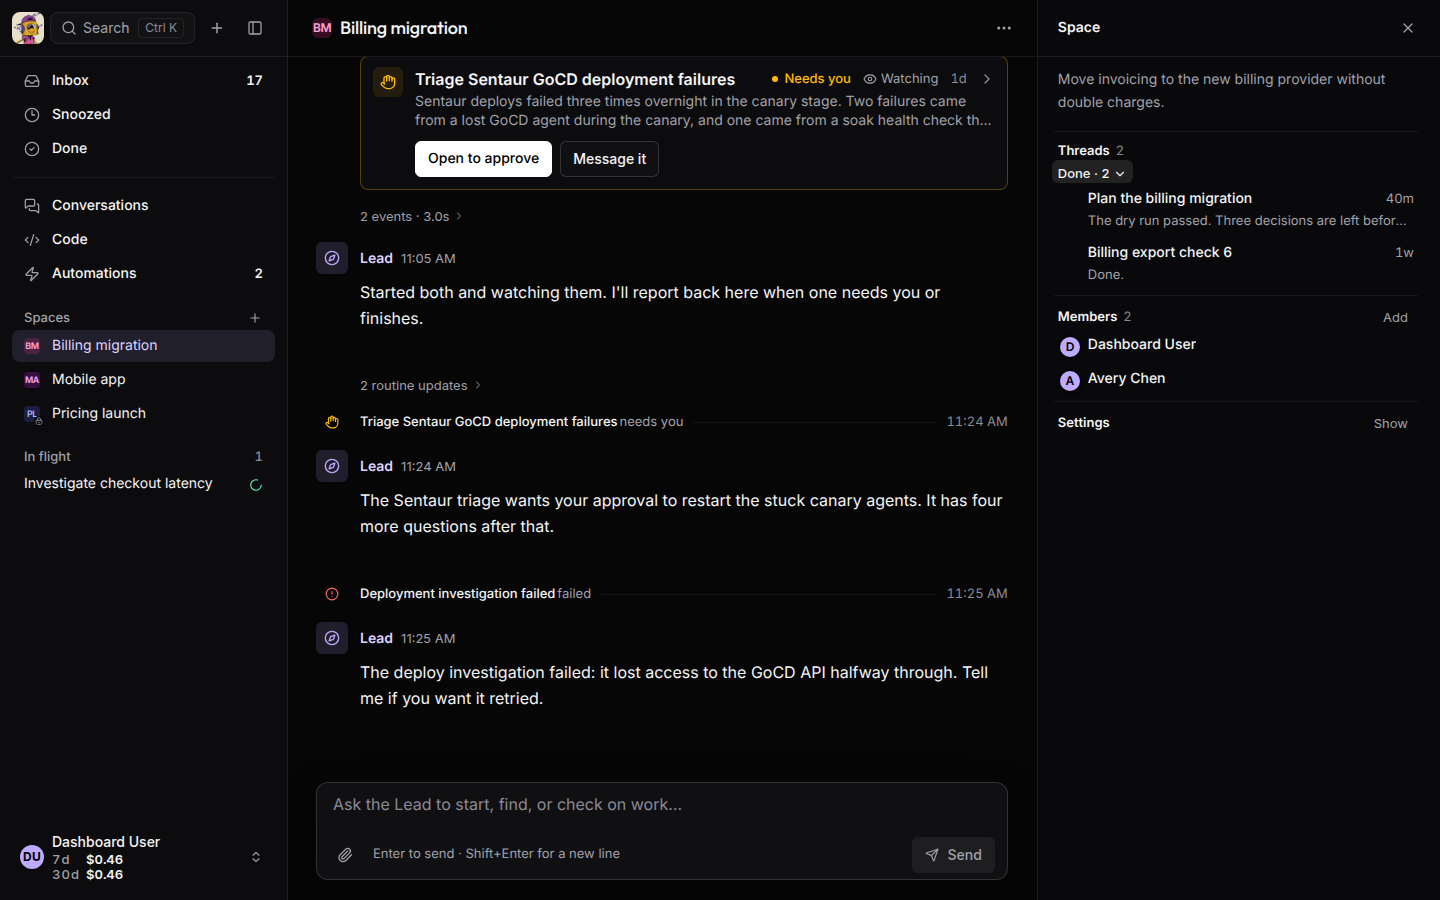 Search Ctrl K
Inbox 17
Snoozed
Done
Conversations
Code
Automations 2
Spaces
BM Billing migration
MA Mobile app
PL Pricing launch
In flight 1
Investigate checkout latency
DU Dashboard User
7d $0.46
30d $0.46
BM Billing migration
Triage Sentaur GoCD deployment failures Needs you Watching 1d
Sentaur deploys failed three times overnight in the canary stage. Two failures came
from a lost GoCD agent during the canary, and one came from a soak health check th...
Open to approve Message it
2 events · 3.0s
Lead 11:05 AM
Started both and watching them. I'll report back here when one needs you or
finishes.
2 routine updates
Triage Sentaur GoCD deployment failures needs you 11:24 AM
Lead 11:24 AM
The Sentaur triage wants your approval to restart the stuck canary agents. It has four
more questions after that.
Deployment investigation failed failed 11:25 AM
Lead 11:25 AM
The deploy investigation failed: it lost access to the GoCD API halfway through. Tell
me if you want it retried.
Ask the Lead to start, find, or check on work...
Enter to send · Shift+Enter for a new line
Send
Space
Move invoicing to the new billing provider without
double charges.
Threads 2
Done · 2
Plan the billing migration 40m
The dry run passed. Three decisions are left befor...
Billing export check 6 1w
Done.
Members 2 Add
D Dashboard User
A Avery Chen
Settings Show